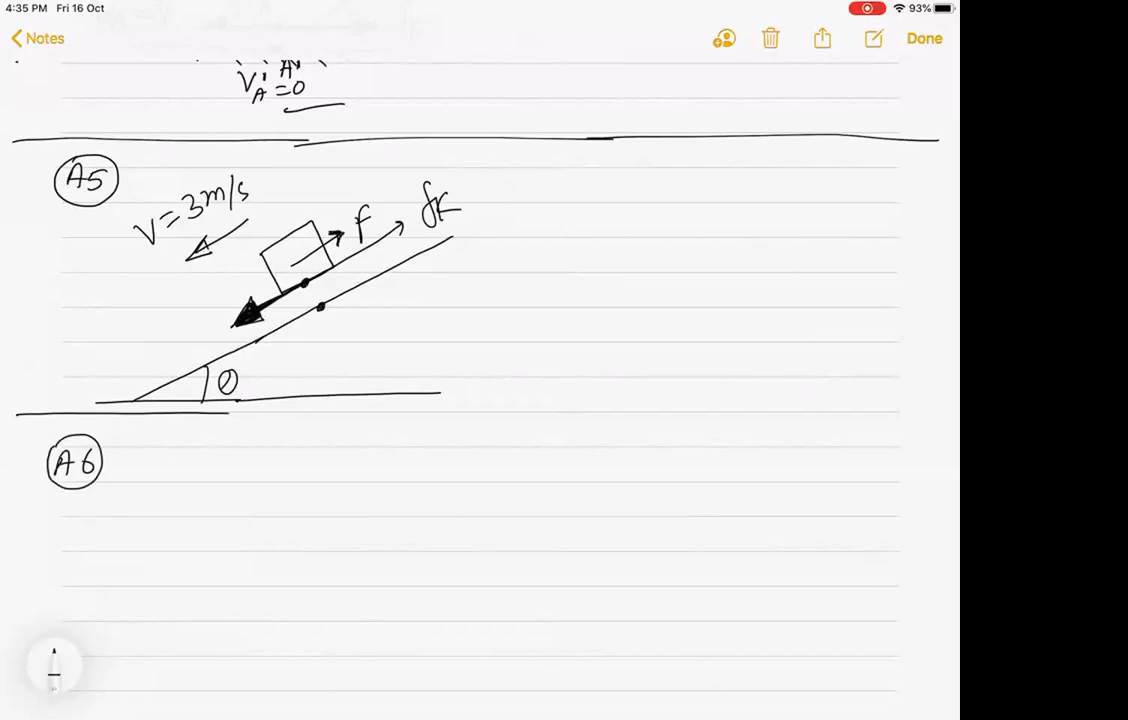 4:35 PM Fri 16 Oct
93%
Notes
Done
V A
A =0
A5
V=3m/s
F
fK
θ
A6